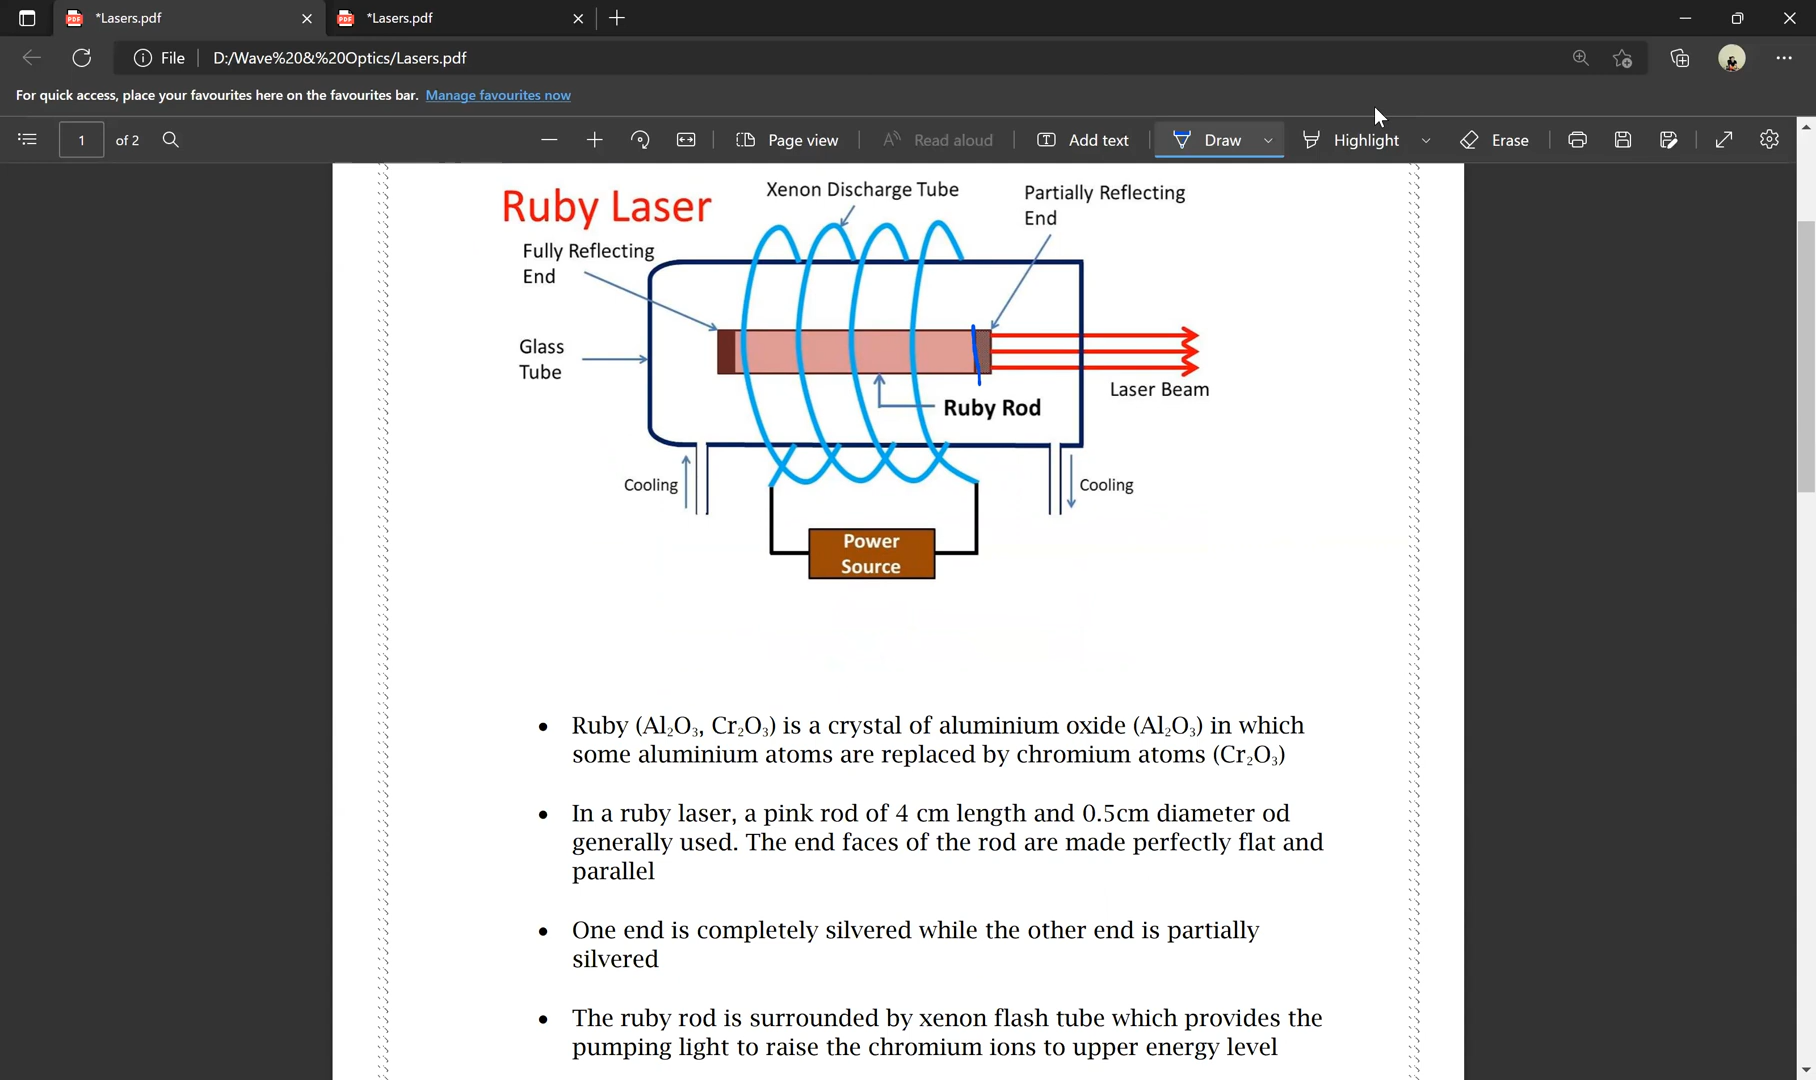 *Lasers.pdf
*Lasers.pdf
File
D:/Wave%20&%20Optics/Lasers.pdf
For quick access, place your favourites here on the favourites bar. Manage favourites now
1 of 2
Page view
Read aloud
Add text
Draw
Highlight
Erase
Ruby Laser
Xenon Discharge Tube
Partially Reflecting
End
Fully Reflecting
End
Glass
Tube
Laser Beam
Ruby Rod
Cooling
Cooling
Power
Source
• Ruby (Al₂O₃, Cr₂O₃) is a crystal of aluminium oxide (Al₂O₃) in which
some aluminium atoms are replaced by chromium atoms (Cr₂O₃)
• In a ruby laser, a pink rod of 4 cm length and 0.5cm diameter od
generally used. The end faces of the rod are made perfectly flat and
parallel
• One end is completely silvered while the other end is partially
silvered
• The ruby rod is surrounded by xenon flash tube which provides the
pumping light to raise the chromium ions to upper energy level